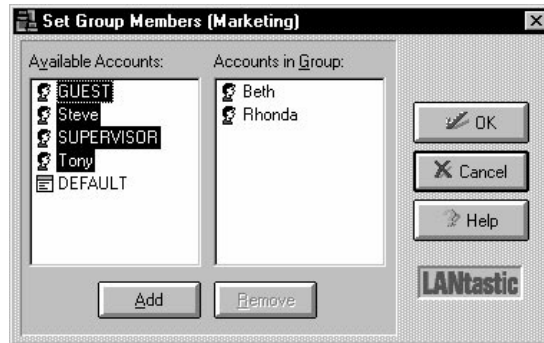 Set Group Members (Marketing)
Available Accounts:
GUEST
Steve
SUPERVISOR
Tony
DEFAULT
Accounts in Group:
Beth
Rhonda
Add
Remove
OK
Cancel
Help
LANtastic